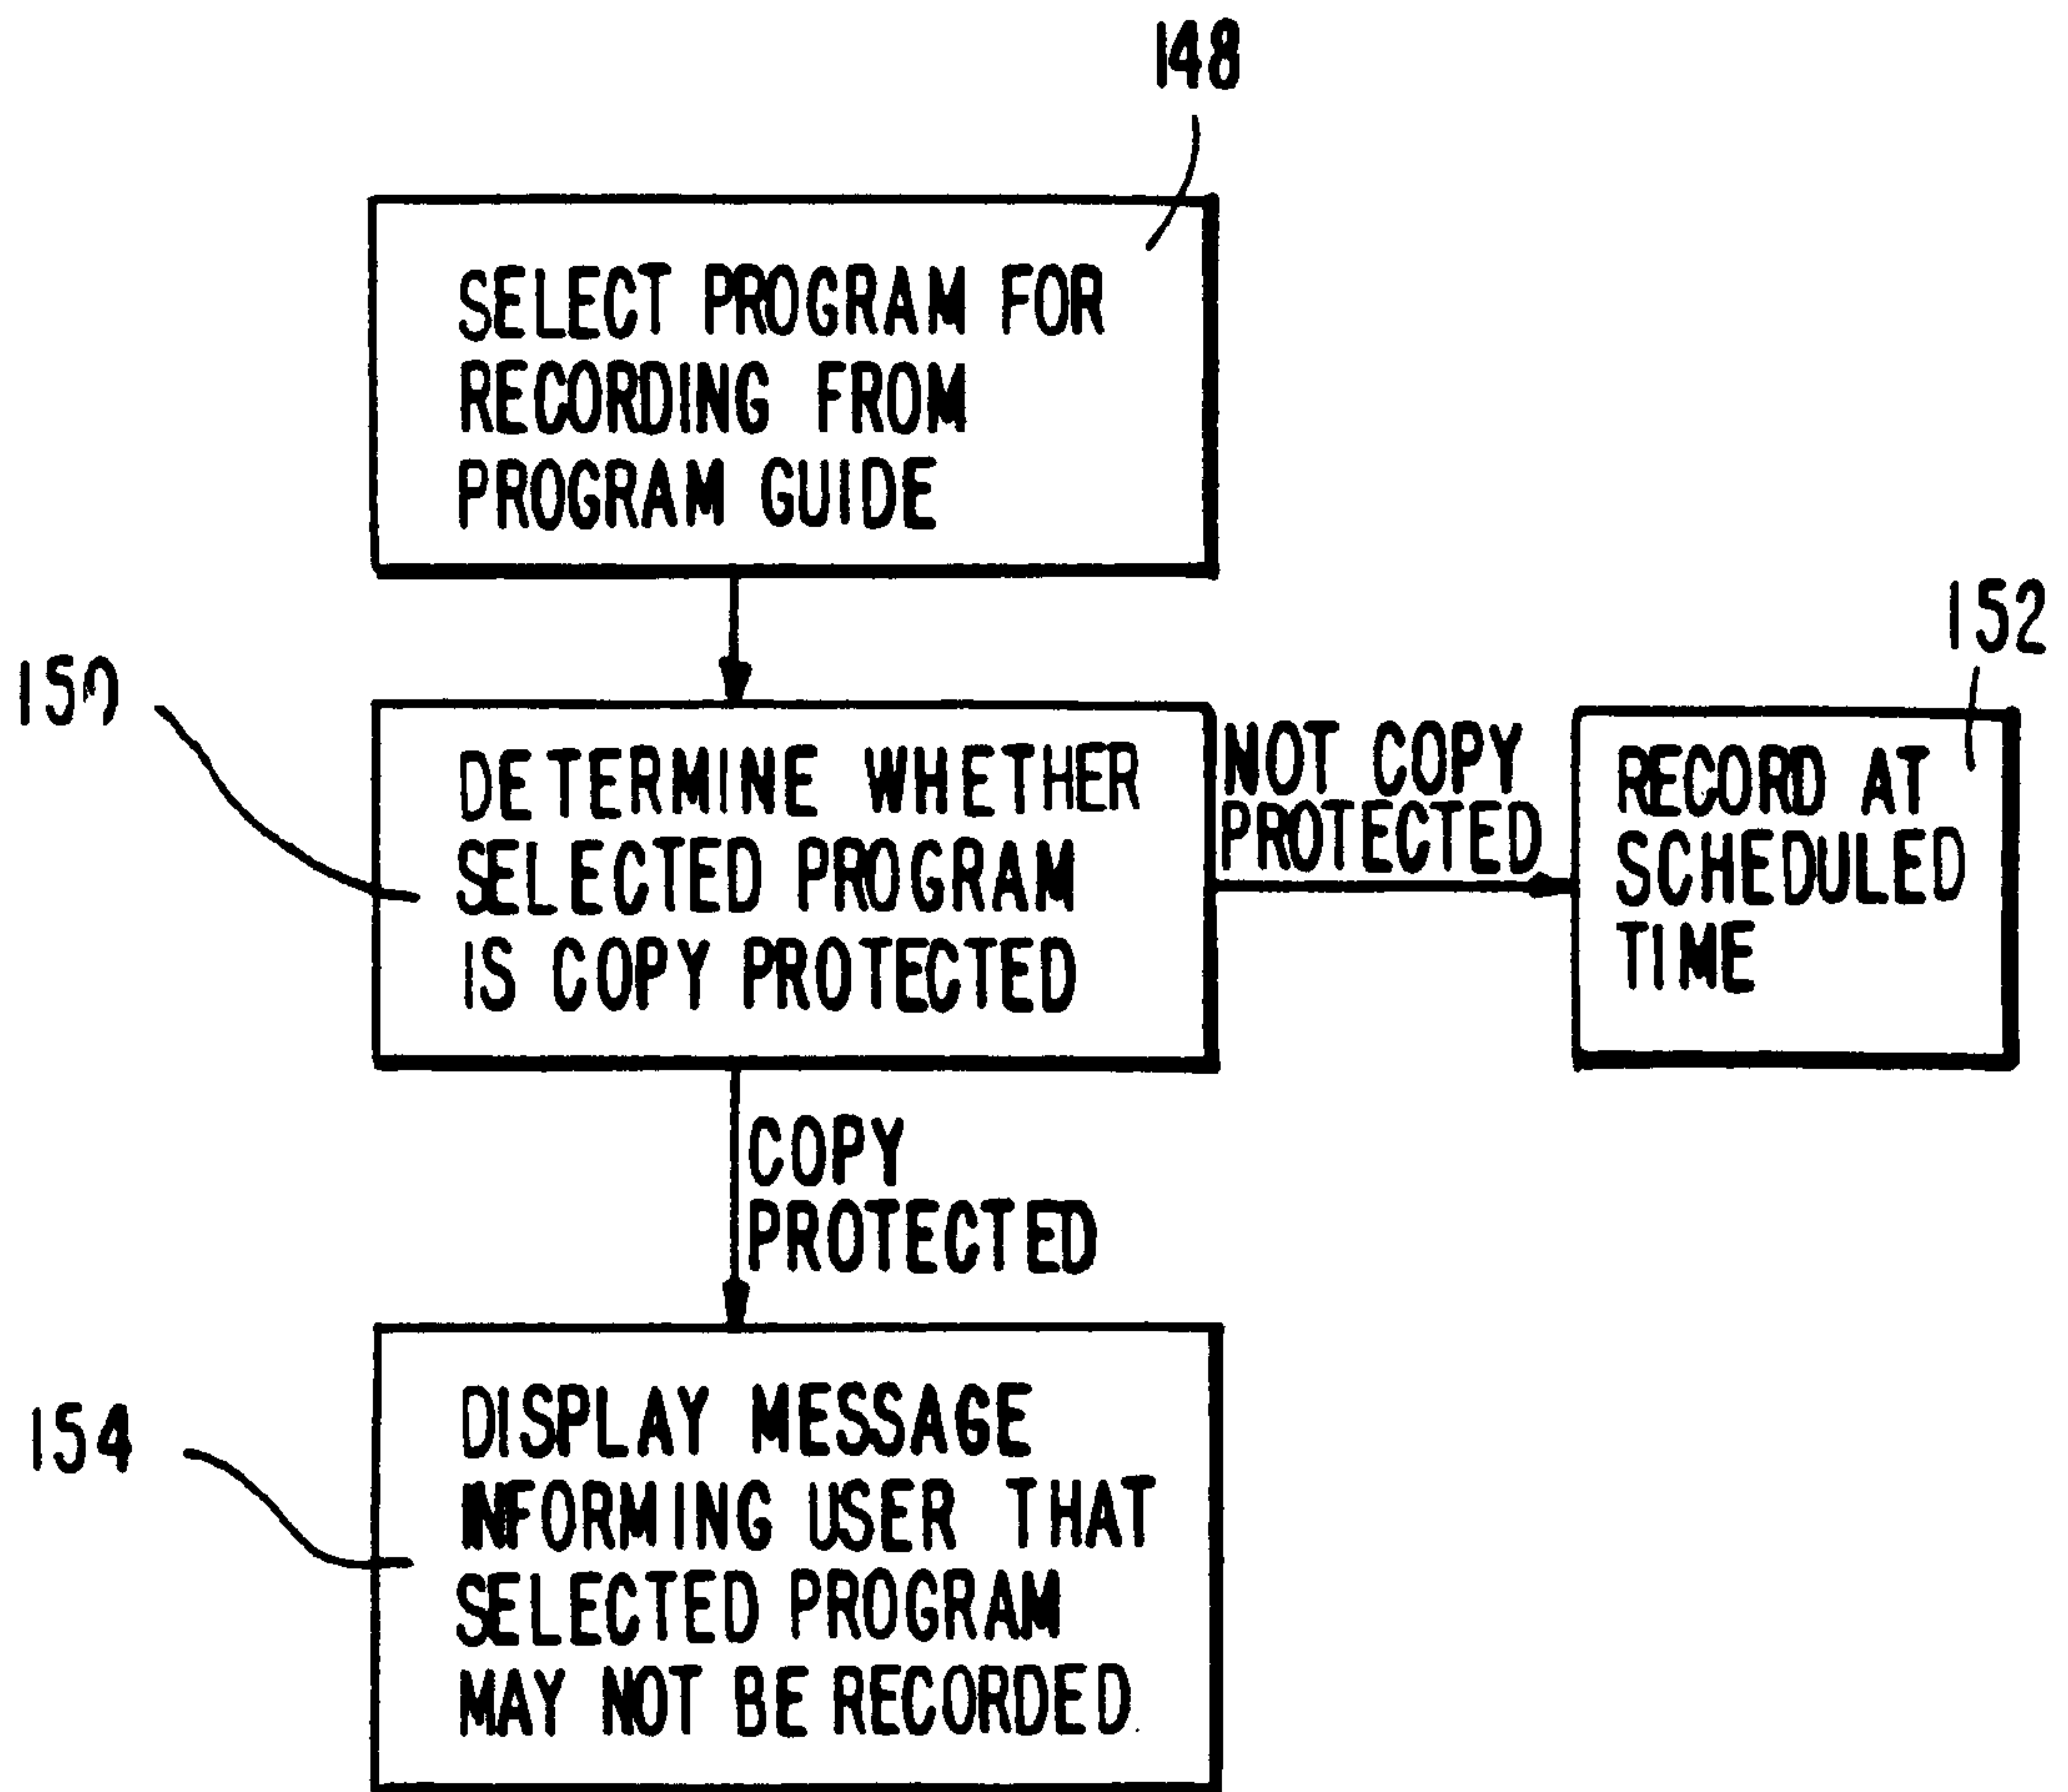 148
SELECT PROGRAM FOR
RECORDING FROM
PROGRAM GUIDE
150
152
DETERMINE WHETHER
SELECTED PROGRAM
IS COPY PROTECTED
NOT COPY
PROTECTED
RECORD AT
SCHEDULED
TIME
COPY
PROTECTED
154
DISPLAY MESSAGE
INFORMING USER THAT
SELECTED PROGRAM
MAY NOT BE RECORDED.